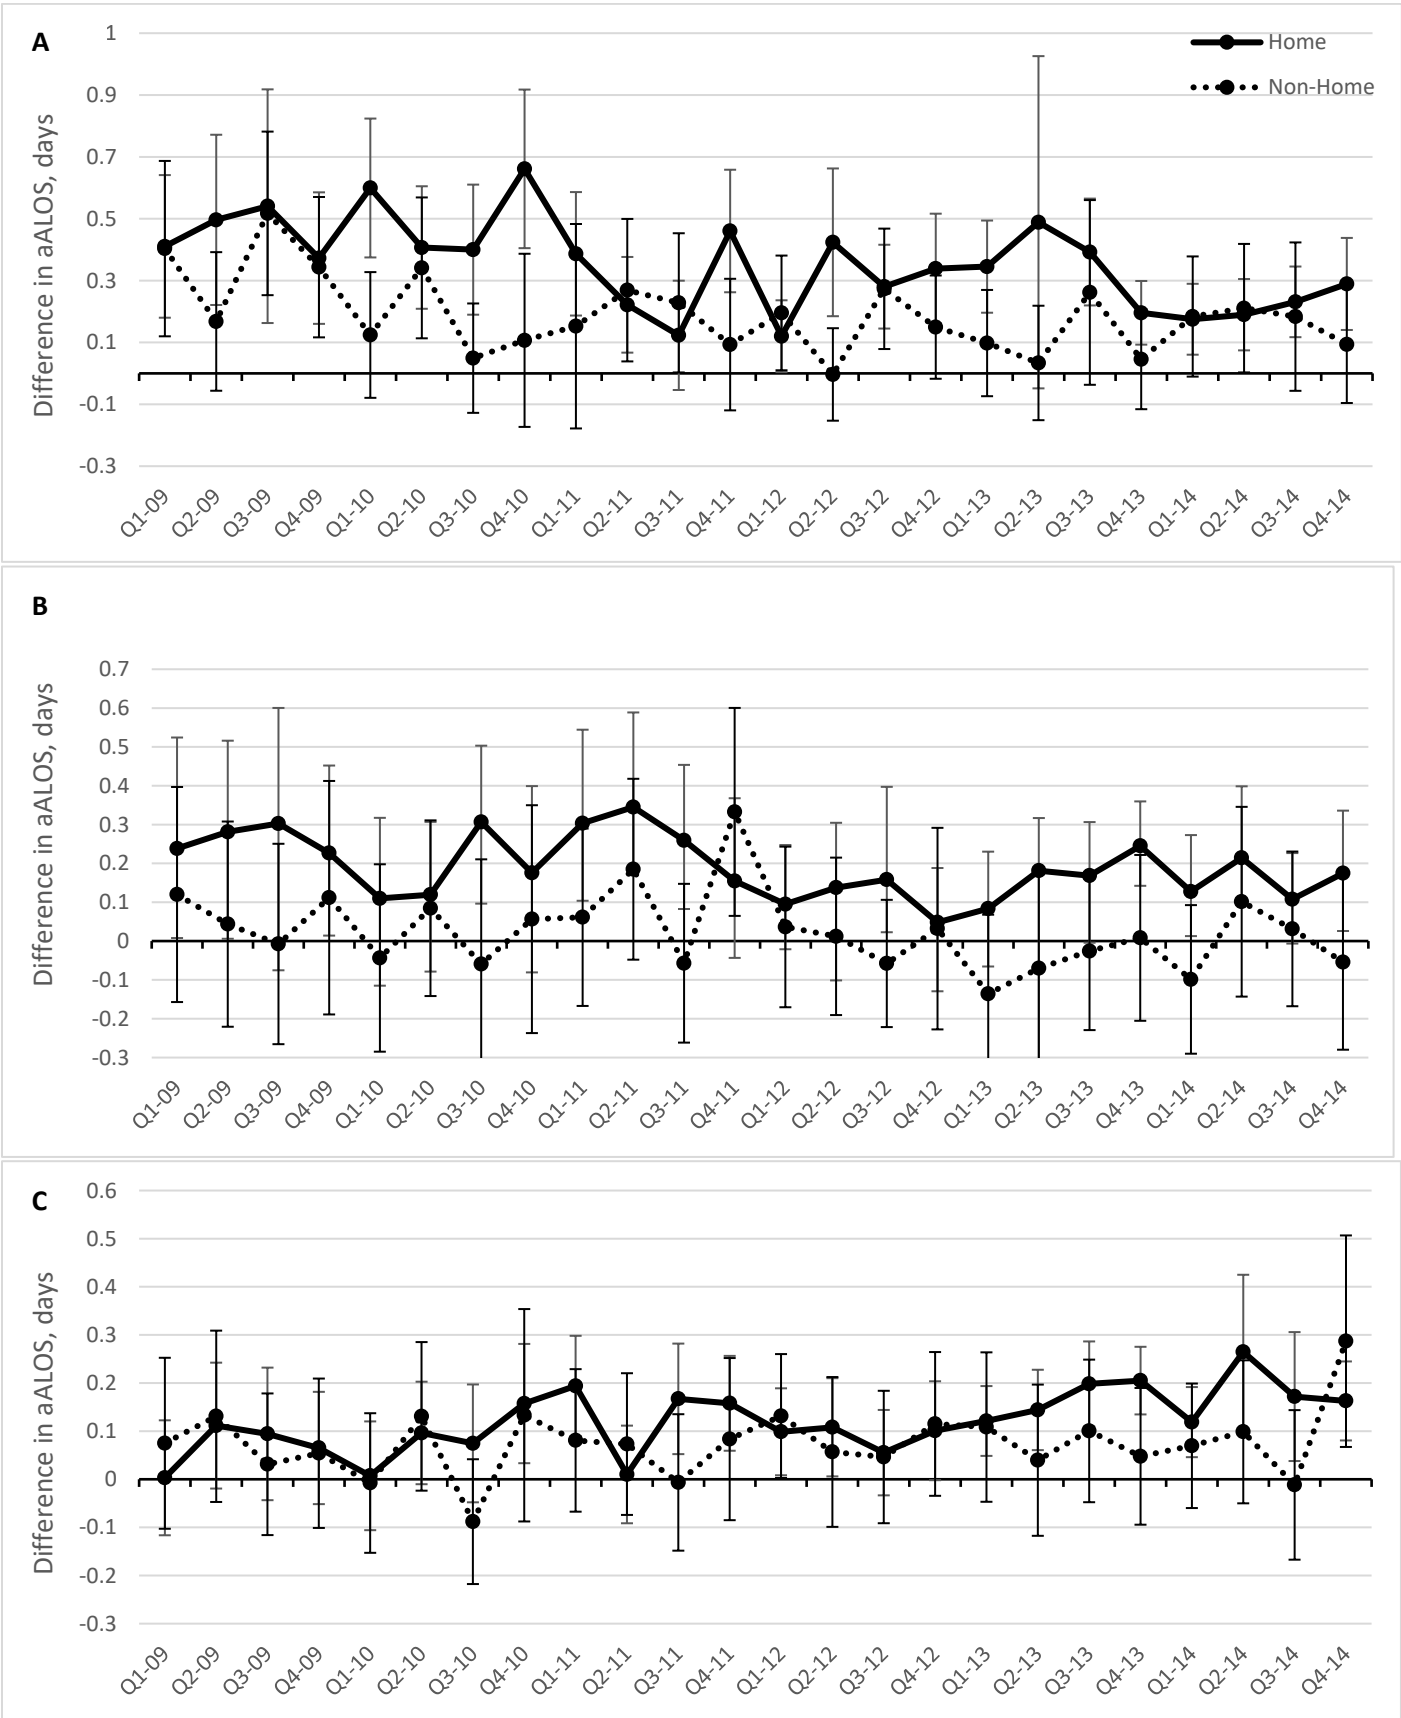 A
Home
Non-Home
Difference in aALOS, days
1
0.9
0.7
0.5
0.3
0.1
-0.1
-0.3
Q1-09
Q2-09
Q3-09
Q4-09
Q1-10
Q2-10
Q3-10
Q4-10
Q1-11
Q2-11
Q3-11
Q4-11
Q1-12
Q2-12
Q3-12
Q4-12
Q1-13
Q2-13
Q3-13
Q4-13
Q1-14
Q2-14
Q3-14
Q4-14
B
Difference in aALOS, days
0.7
0.6
0.5
0.4
0.3
0.2
0.1
0
-0.1
-0.2
-0.3
Q1-09
Q2-09
Q3-09
Q4-09
Q1-10
Q2-10
Q3-10
Q4-10
Q1-11
Q2-11
Q3-11
Q4-11
Q1-12
Q2-12
Q3-12
Q4-12
Q1-13
Q2-13
Q3-13
Q4-13
Q1-14
Q2-14
Q3-14
Q4-14
C
Difference in aALOS, days
0.6
0.5
0.4
0.3
0.2
0.1
0
-0.1
-0.2
-0.3
Q1-09
Q2-09
Q3-09
Q4-09
Q1-10
Q2-10
Q3-10
Q4-10
Q1-11
Q2-11
Q3-11
Q4-11
Q1-12
Q2-12
Q3-12
Q4-12
Q1-13
Q2-13
Q3-13
Q4-13
Q1-14
Q2-14
Q3-14
Q4-14